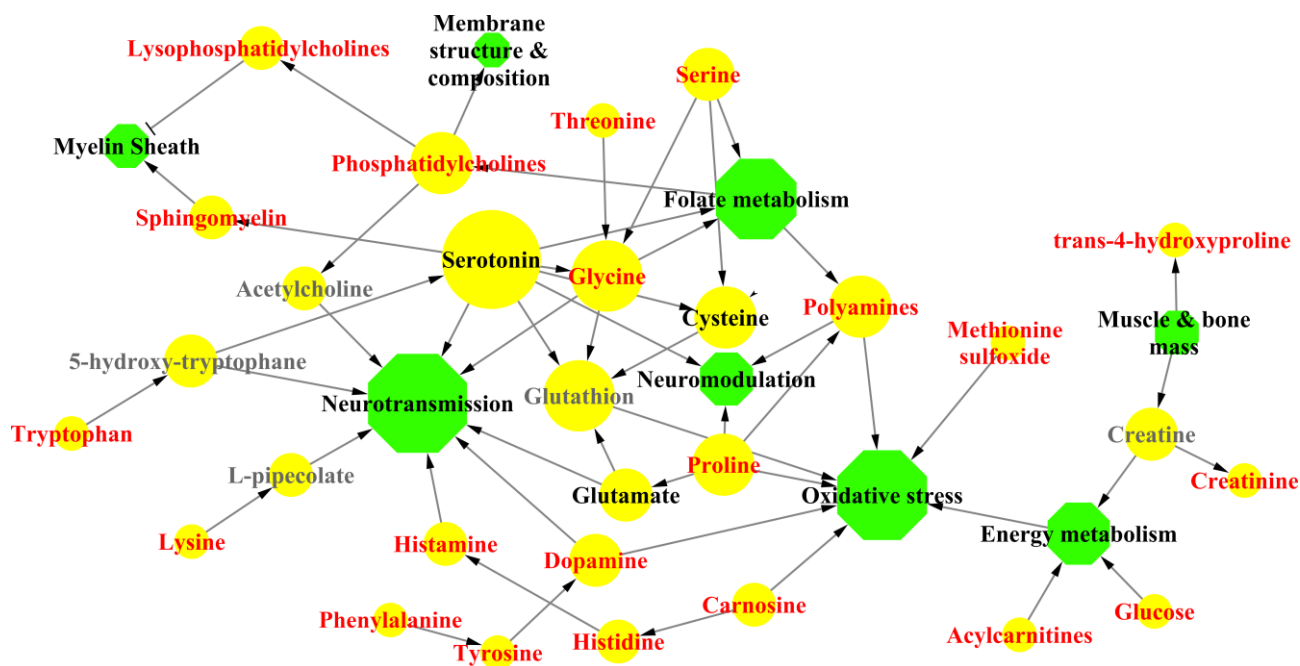 Membrane
structure &
composition
Lysophosphatidylcholines
Serine
Threonine
Myelin Sheath
Phosphatidylcholines
Folate metabolism
Sphingomyelin
trans-4-hydroxyproline
Serotonin
Glycine
Acetylcholine
Polyamines
Cysteine
Muscle & bone
mass
Methionine
sulfoxide
5-hydroxy-tryptophane
Neuromodulation
Glutathion
Neurotransmission
Tryptophan
Creatine
L-pipecolate
Proline
Glutamate
Oxidative stress
Creatinine
Energy metabolism
Lysine
Histamine
Dopamine
Carnosine
Glucose
Phenylalanine
Acylcarnitines
Histidine
Tyrosine